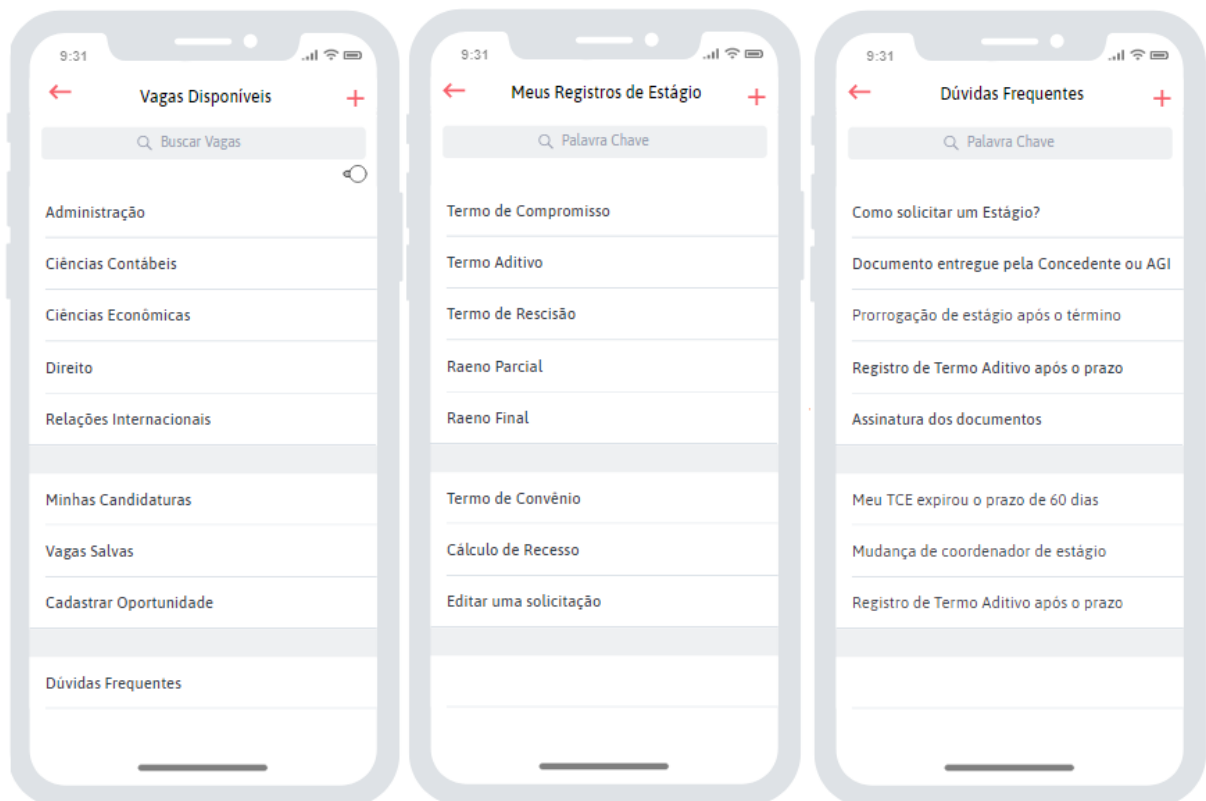 9:31
Vagas Disponíveis
Buscar Vagas
Administração
Ciências Contábeis
Ciências Econômicas
Direito
Relações Internacionais
Minhas Candidaturas
Vagas Salvas
Cadastrar Oportunidade
Dúvidas Frequentes
9:31
Meus Registros de Estágio
Palavra Chave
Termo de Compromisso
Termo Aditivo
Termo de Rescisão
Raeno Parcial
Raeno Final
Termo de Convênio
Cálculo de Recesso
Editar uma solicitação
9:31
Dúvidas Frequentes
Palavra Chave
Como solicitar um Estágio?
Documento entregue pela Concedente ou AGI
Prorrogação de estágio após o término
Registro de Termo Aditivo após o prazo
Assinatura dos documentos
Meu TCE expirou o prazo de 60 dias
Mudança de coordenador de estágio
Registro de Termo Aditivo após o prazo